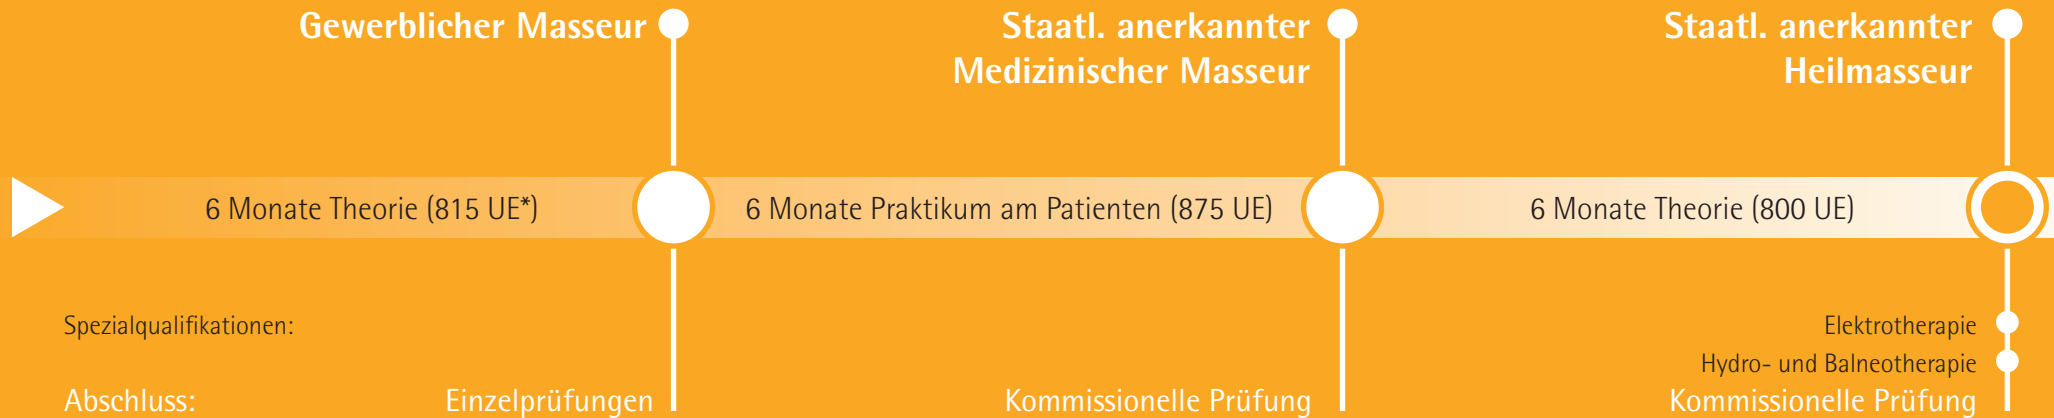 Gewerblicher Masseur
Staatl. anerkannter
Medizinischer Masseur
Staatl. anerkannter
Heilmasseur
6 Monate Theorie (815 UE*)
6 Monate Praktikum am Patienten (875 UE)
6 Monate Theorie (800 UE)
Spezialqualifikationen:
Elektrotherapie
Hydro- und Balneotherapie
Abschluss:
Einzelprüfungen
Kommissionelle Prüfung
Kommissionelle Prüfung